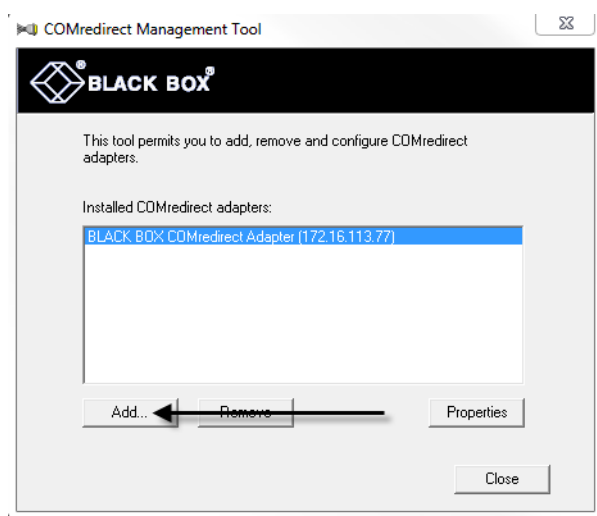 COMredirect Management Tool
BLACK BOX®
This tool permits you to add, remove and configure COMredirect
adapters.
Installed COMredirect adapters:
BLACK BOX COMredirect Adapter (172.16.113.77)
Add... Remove Properties
Close